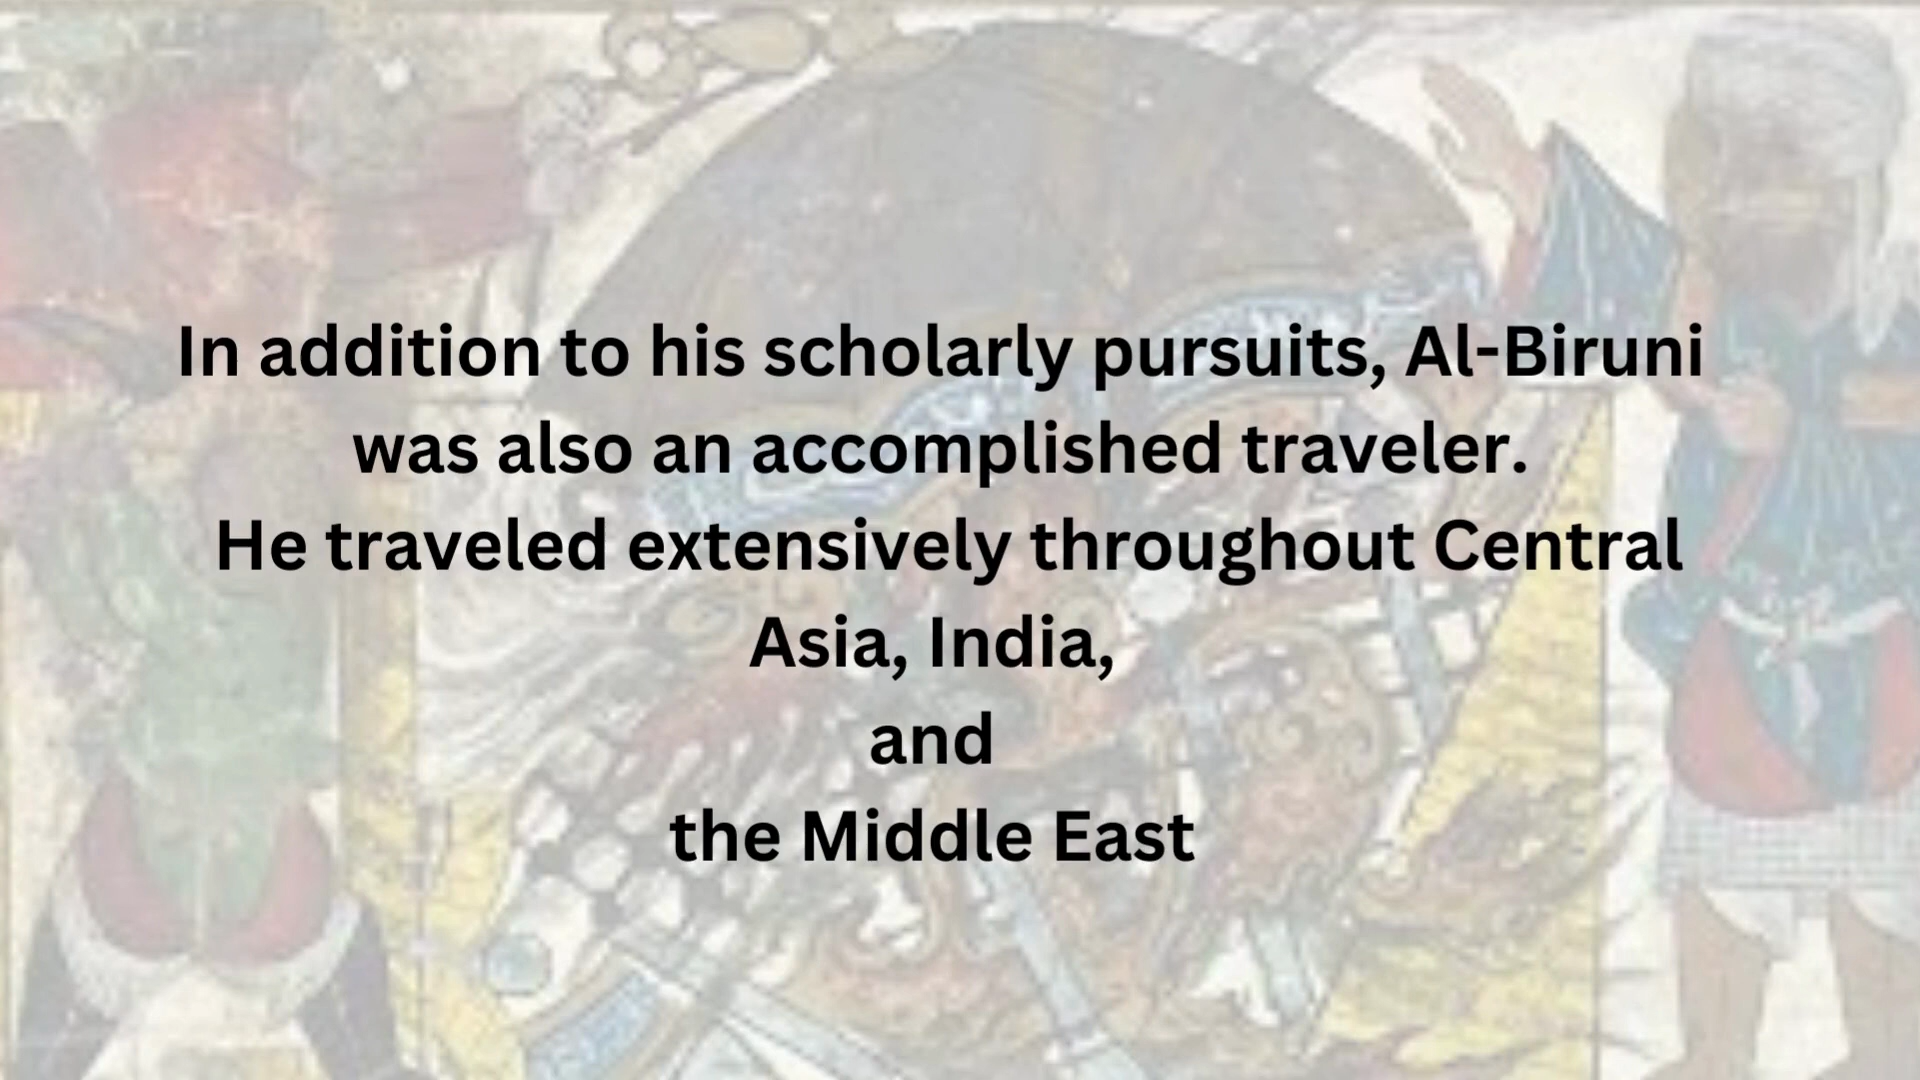 In addition to his scholarly pursuits, Al-Biruni
was also an accomplished traveler.
He traveled extensively throughout Central
Asia, India,
and
the Middle East